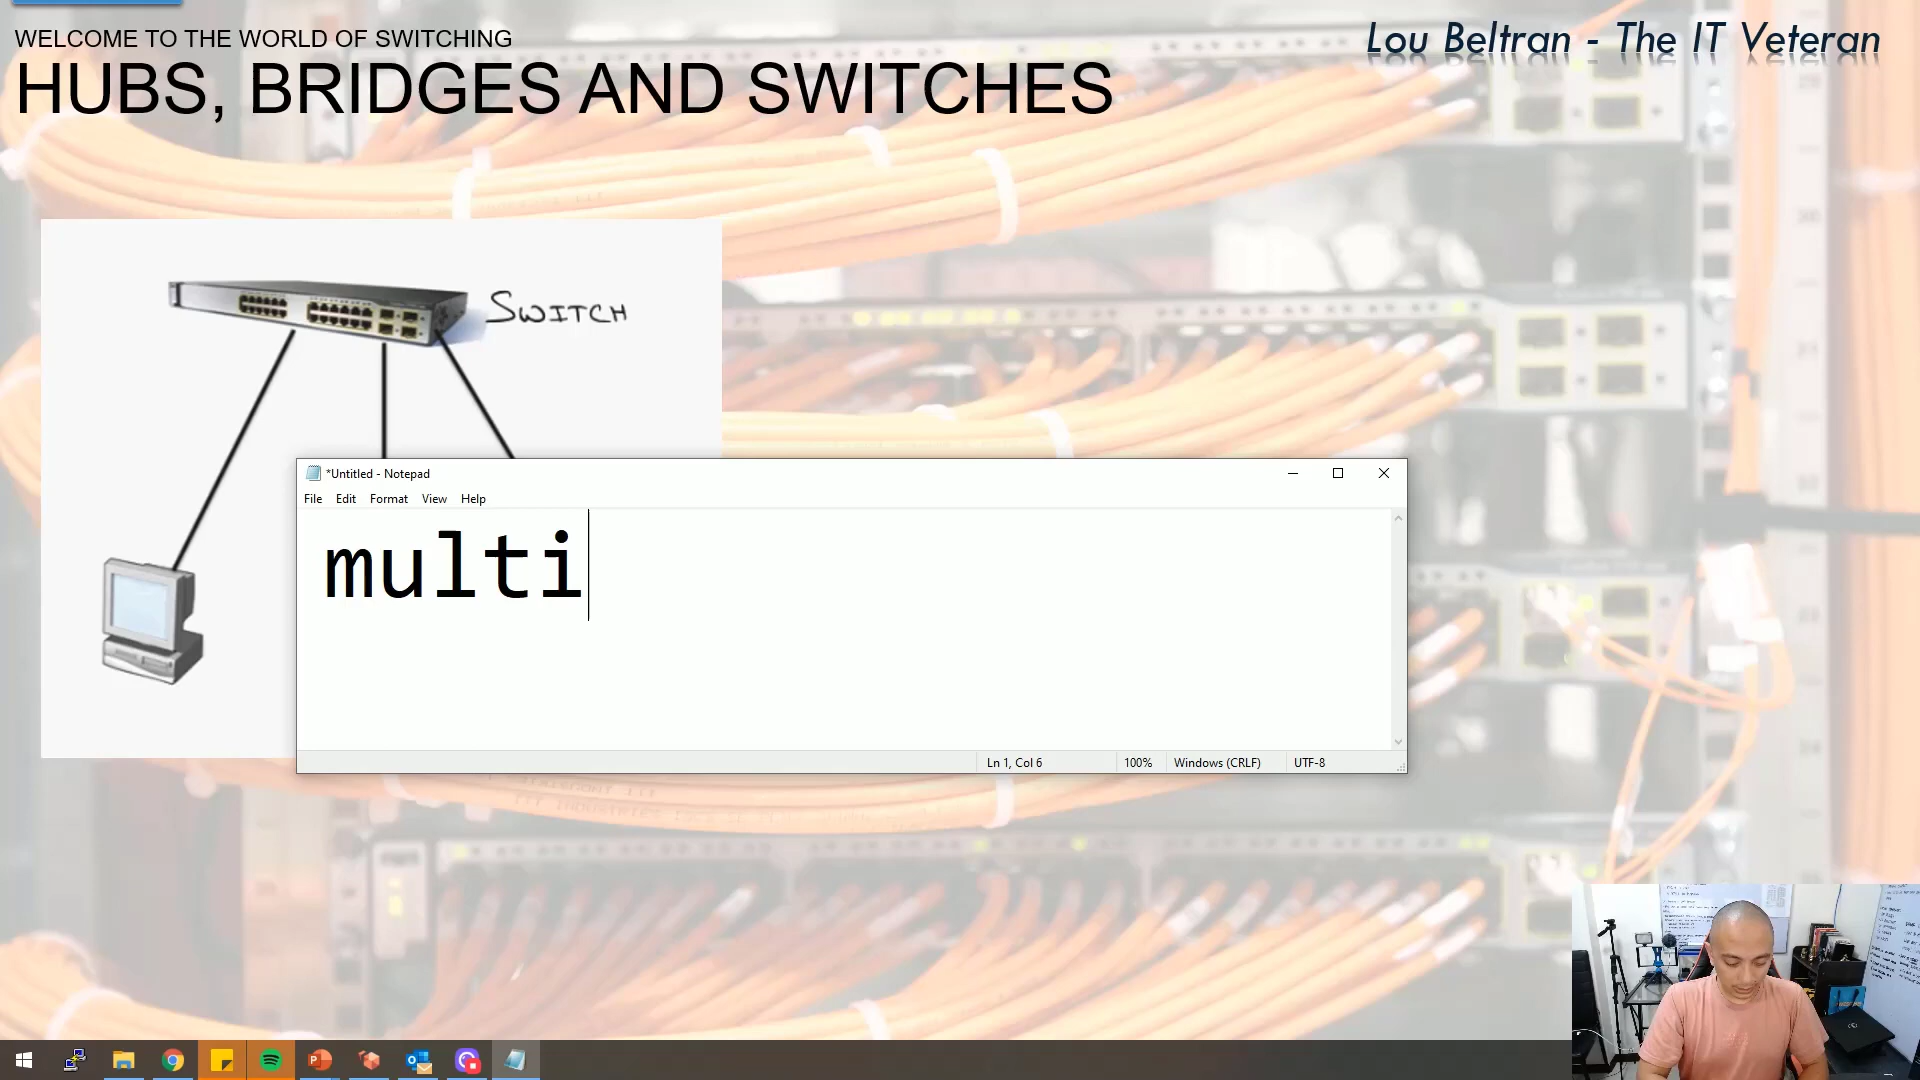 WELCOME TO THE WORLD OF SWITCHING
HUBS, BRIDGES AND SWITCHES
Lou Beltran - The IT Veteran
SWITCH
*Untitled - Notepad
File Edit Format View Help
multi
Ln 1, Col 6 100% Windows (CRLF) UTF-8